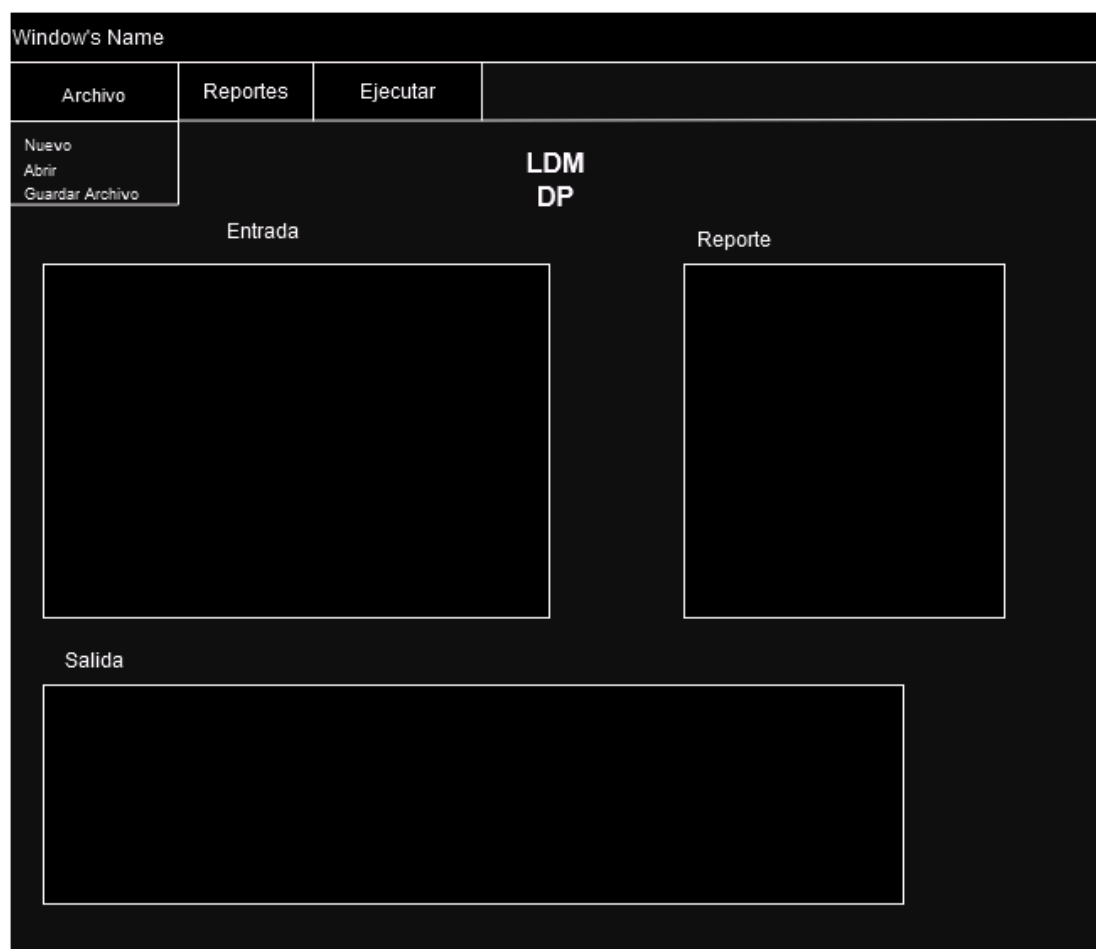 Window's Name
Archivo
Reportes
Ejecutar
Nuevo
Abrir
Guardar Archivo
LDM
DP
Entrada
Reporte
Salida